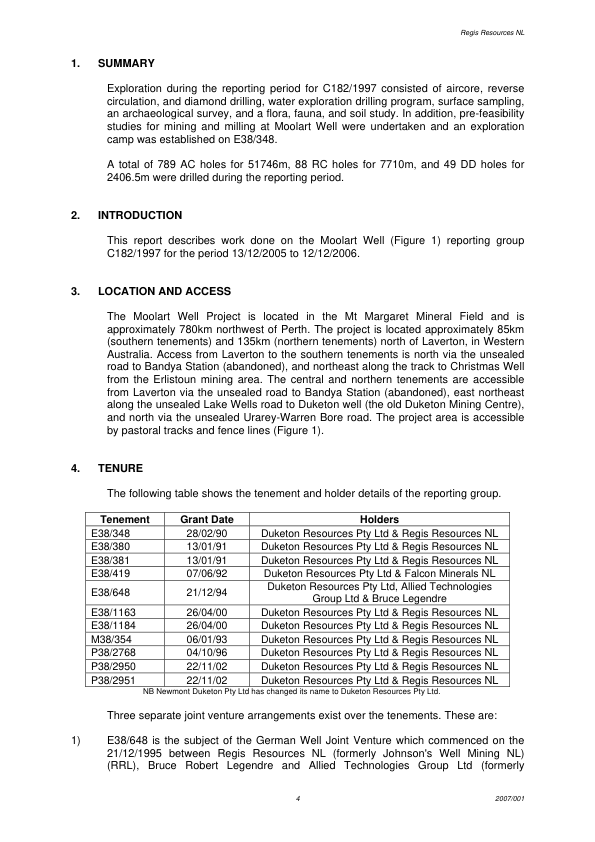 Regis Resources NL
1. SUMMARY
Exploration during the reporting period for C182/1997 consisted of aircore, reverse
circulation, and diamond drilling, water exploration drilling program, surface sampling,
an archaeological survey, and a flora, fauna, and soil study. In addition, pre-feasibility
studies for mining and milling at Moolart Well were undertaken and an exploration
camp was established on E38/348.
A total of 789 AC holes for 51746m, 88 RC holes for 7710m, and 49 DD holes for
2406.5m were drilled during the reporting period.
2. INTRODUCTION
This report describes work done on the Moolart Well (Figure 1) reporting group
C182/1997 for the period 13/12/2005 to 12/12/2006.
3. LOCATION AND ACCESS
The Moolart Well Project is located in the Mt Margaret Mineral Field and is
approximately 780km northwest of Perth. The project is located approximately 85km
(southern tenements) and 135km (northern tenements) north of Laverton, in Western
Australia. Access from Laverton to the southern tenements is north via the unsealed
road to Bandya Station (abandoned), and northeast along the track to Christmas Well
from the Erlistoun mining area. The central and northern tenements are accessible
from Laverton via the unsealed road to Bandya Station (abandoned), east northeast
along the unsealed Lake Wells road to Duketon well (the old Duketon Mining Centre),
and north via the unsealed Urarey-Warren Bore road. The project area is accessible
by pastoral tracks and fence lines (Figure 1).
4. TENURE
The following table shows the tenement and holder details of the reporting group.
Tenement Grant Date Holders
E38/348 28/02/90 Duketon Resources Pty Ltd & Regis Resources NL
E38/380 13/01/91 Duketon Resources Pty Ltd & Regis Resources NL
E38/381 13/01/91 Duketon Resources Pty Ltd & Regis Resources NL
E38/419 07/06/92 Duketon Resources Pty Ltd & Falcon Minerals NL
E38/648 21/12/94 Duketon Resources Pty Ltd, Allied Technologies
Group Ltd & Bruce Legendre
E38/1163 26/04/00 Duketon Resources Pty Ltd & Regis Resources NL
E38/1184 26/04/00 Duketon Resources Pty Ltd & Regis Resources NL
M38/354 06/01/93 Duketon Resources Pty Ltd & Regis Resources NL
P38/2768 04/10/96 Duketon Resources Pty Ltd & Regis Resources NL
P38/2950 22/11/02 Duketon Resources Pty Ltd & Regis Resources NL
P38/2951 22/11/02 Duketon Resources Pty Ltd & Regis Resources NL
NB Newmont Duketon Pty Ltd has changed its name to Duketon Resources Pty Ltd.
Three separate joint venture arrangements exist over the tenements. These are:
1) E38/648 is the subject of the German Well Joint Venture which commenced on the
21/12/1995 between Regis Resources NL (formerly Johnson's Well Mining NL)
(RRL), Bruce Robert Legendre and Allied Technologies Group Ltd (formerly
4 2007/001